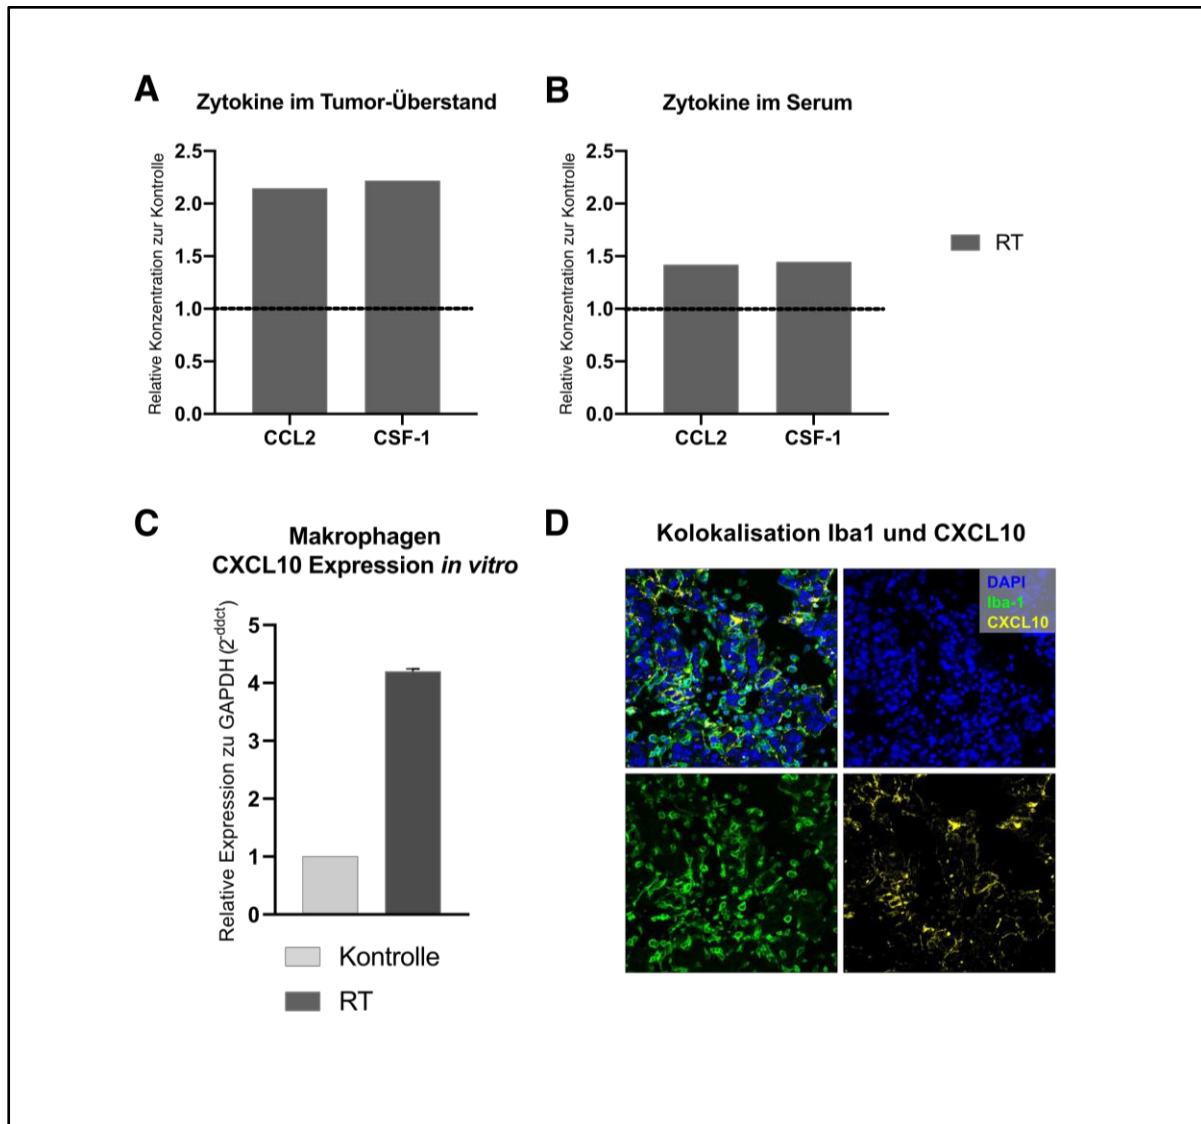 A
Zytokine im Tumor-Überstand
Relative Konzentration zur Kontrolle
2.5
2.0
1.5
1.0
0.5
0.0
CCL2
CSF-1
B
Zytokine im Serum
Relative Konzentration zur Kontrolle
2.5
2.0
1.5
1.0
0.5
0.0
CCL2
CSF-1
RT
C
Makrophagen
CXCL10 Expression in vitro
Relative Expression zu GAPDH (2^-ddct)
5
4
3
2
1
0
Kontrolle
RT
D
Kolokalisation Iba1 und CXCL10
DAPI
Iba-1
CXCL10